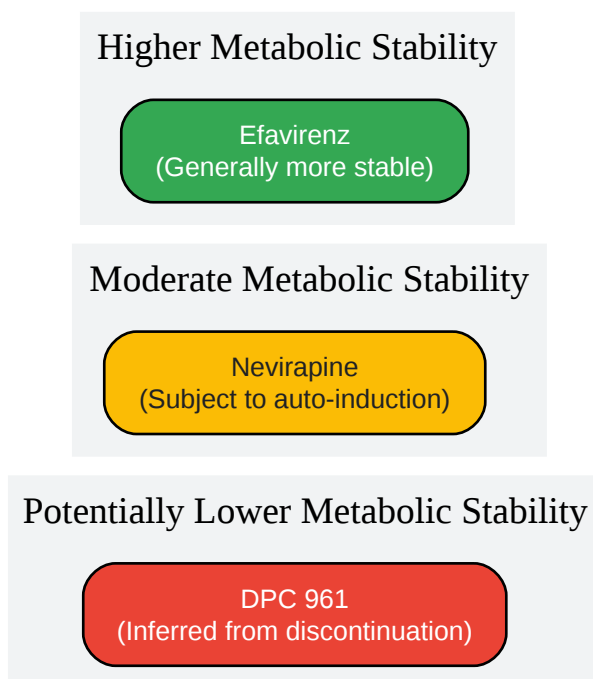 Higher Metabolic Stability
Efavirenz
(Generally more stable)
Moderate Metabolic Stability
Nevirapine
(Subject to auto-induction)
Potentially Lower Metabolic Stability
DPC 961
(Inferred from discontinuation)